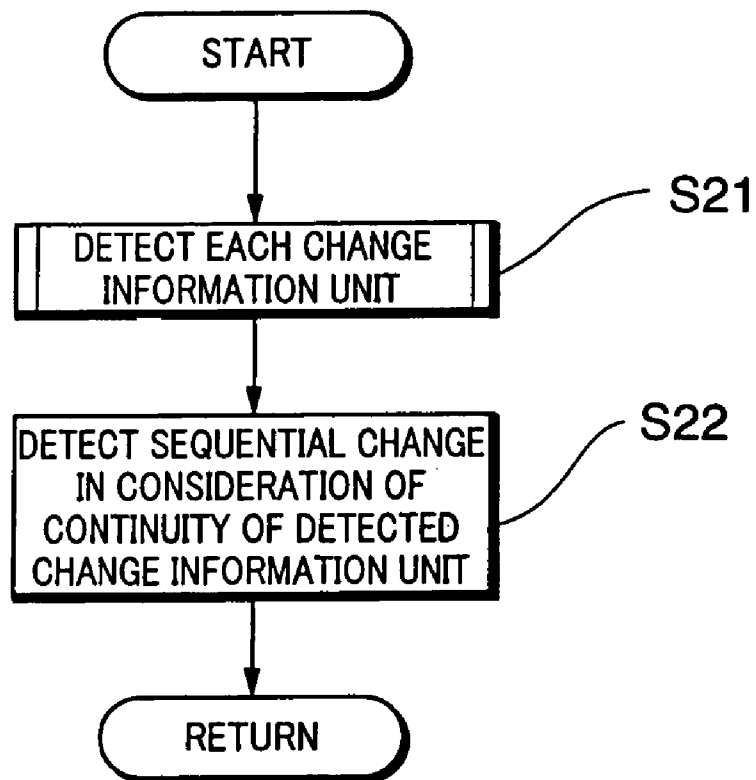 START
DETECT EACH CHANGE
INFORMATION UNIT
S21
DETECT SEQUENTIAL CHANGE
IN CONSIDERATION OF
CONTINUITY OF DETECTED
CHANGE INFORMATION UNIT
S22
RETURN